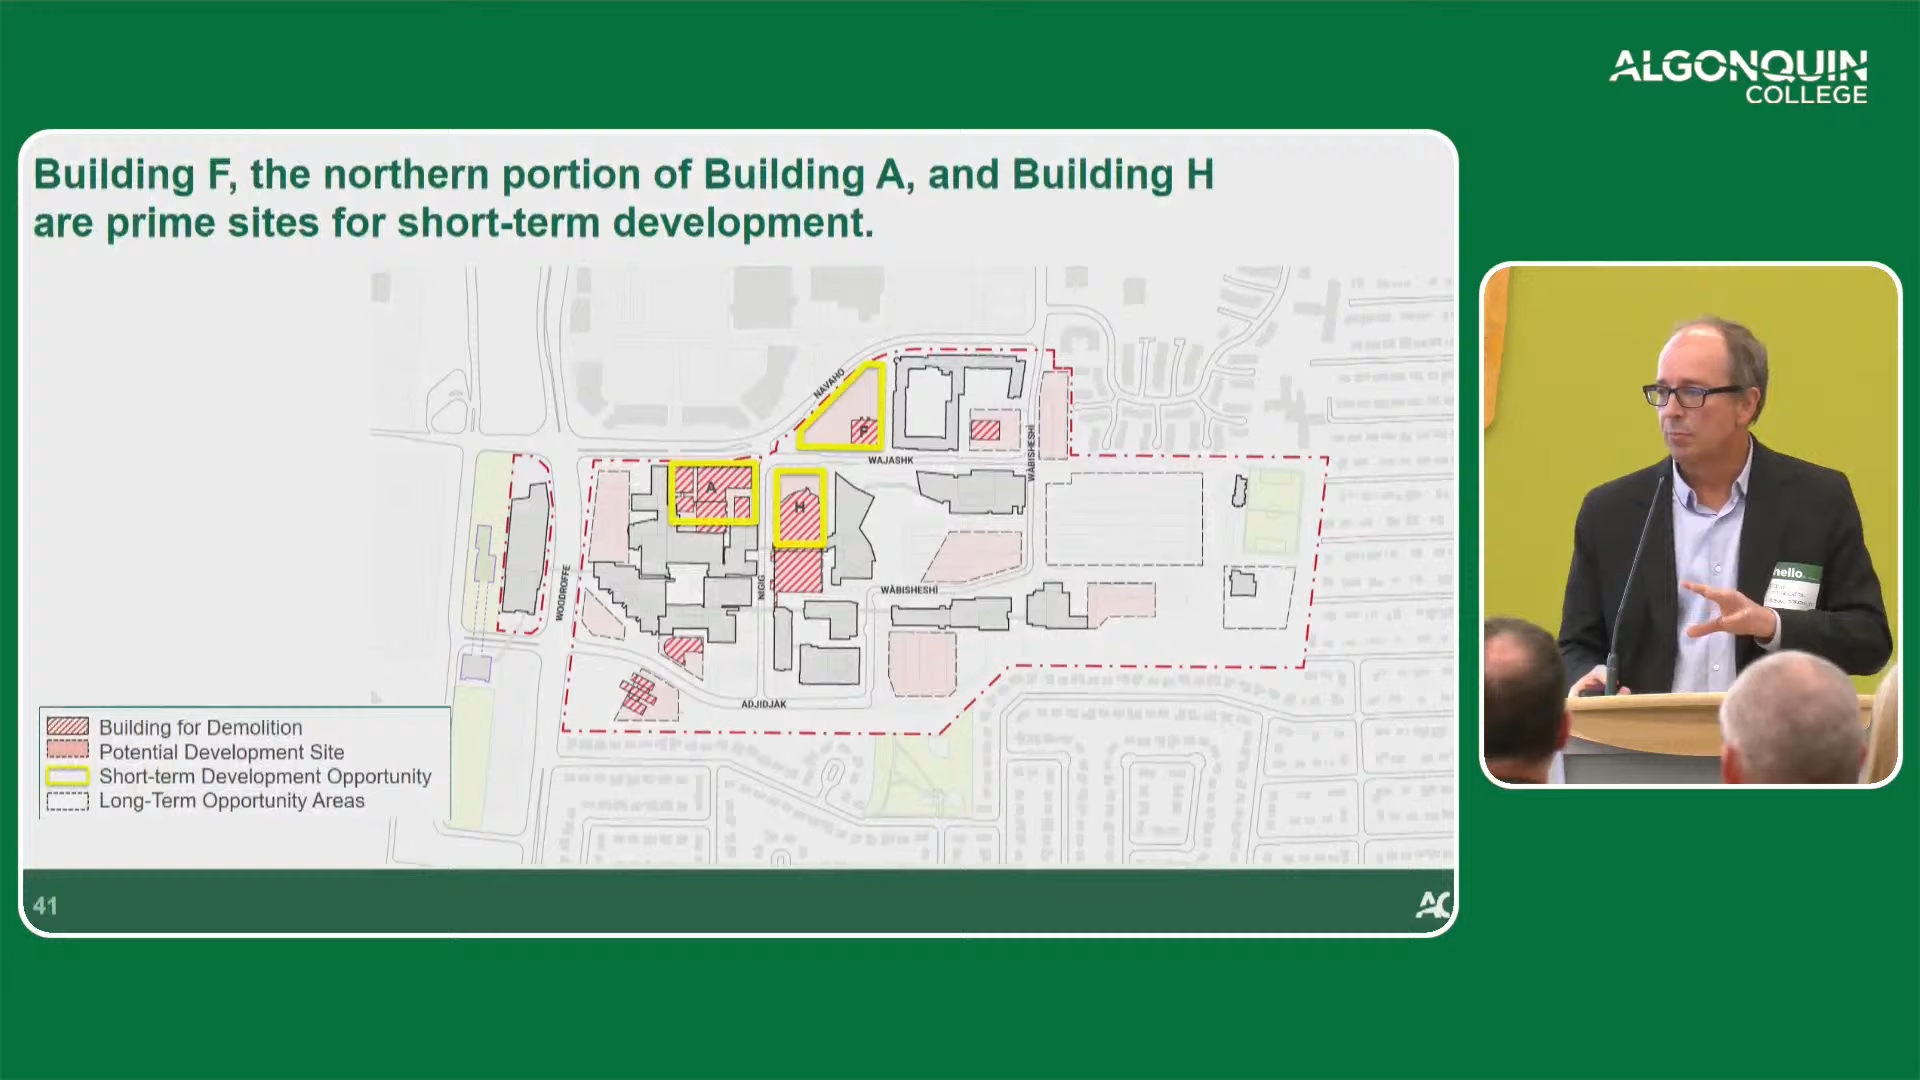 ALGONQUIN
COLLEGE
Building F, the northern portion of Building A, and Building H
are prime sites for short-term development.
NAVAHO
F
WAJASHK
WÀBISHESHÌ
A
H
WOODROFFE
NIGIG
WÀBISHESHÌ
ADJIDJAK
Building for Demolition
Potential Development Site
Short-term Development Opportunity
Long-Term Opportunity Areas
41
AC
hello.